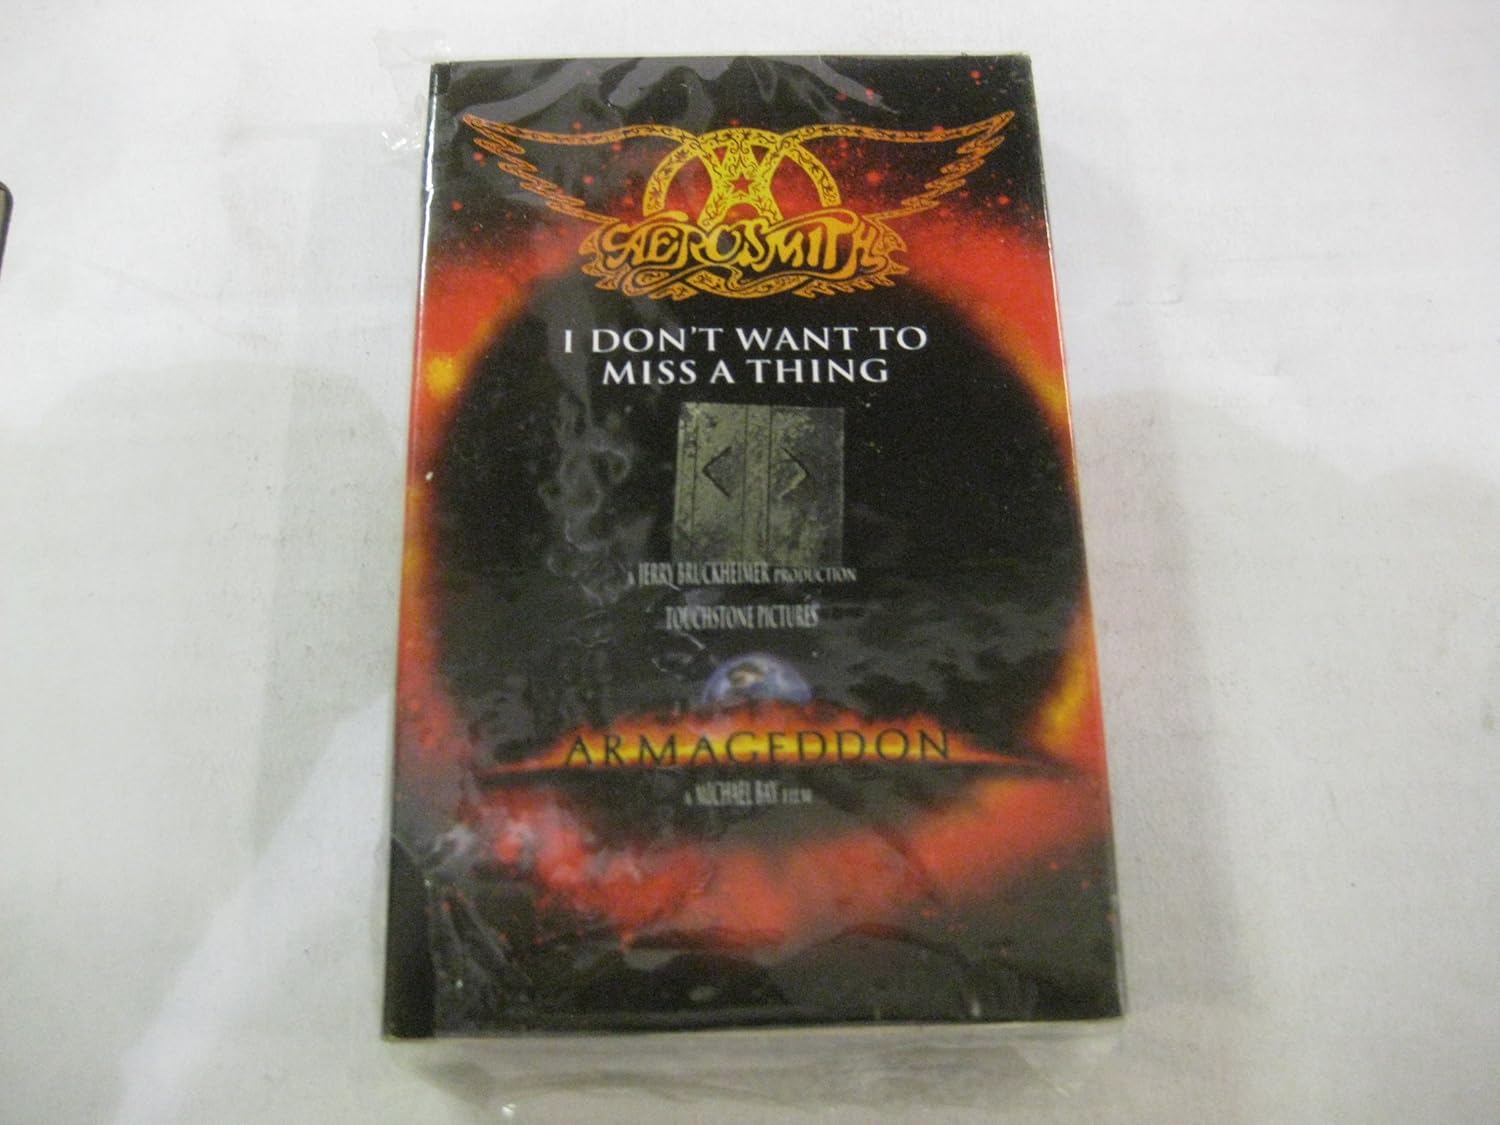 AEROSMITH
I DON'T WANT TO
MISS A THING
A JERRY BRUCKHEIMER PRODUCTION
TOUCHSTONE PICTURES
ARMAGEDDON
A MICHAEL BAY FILM